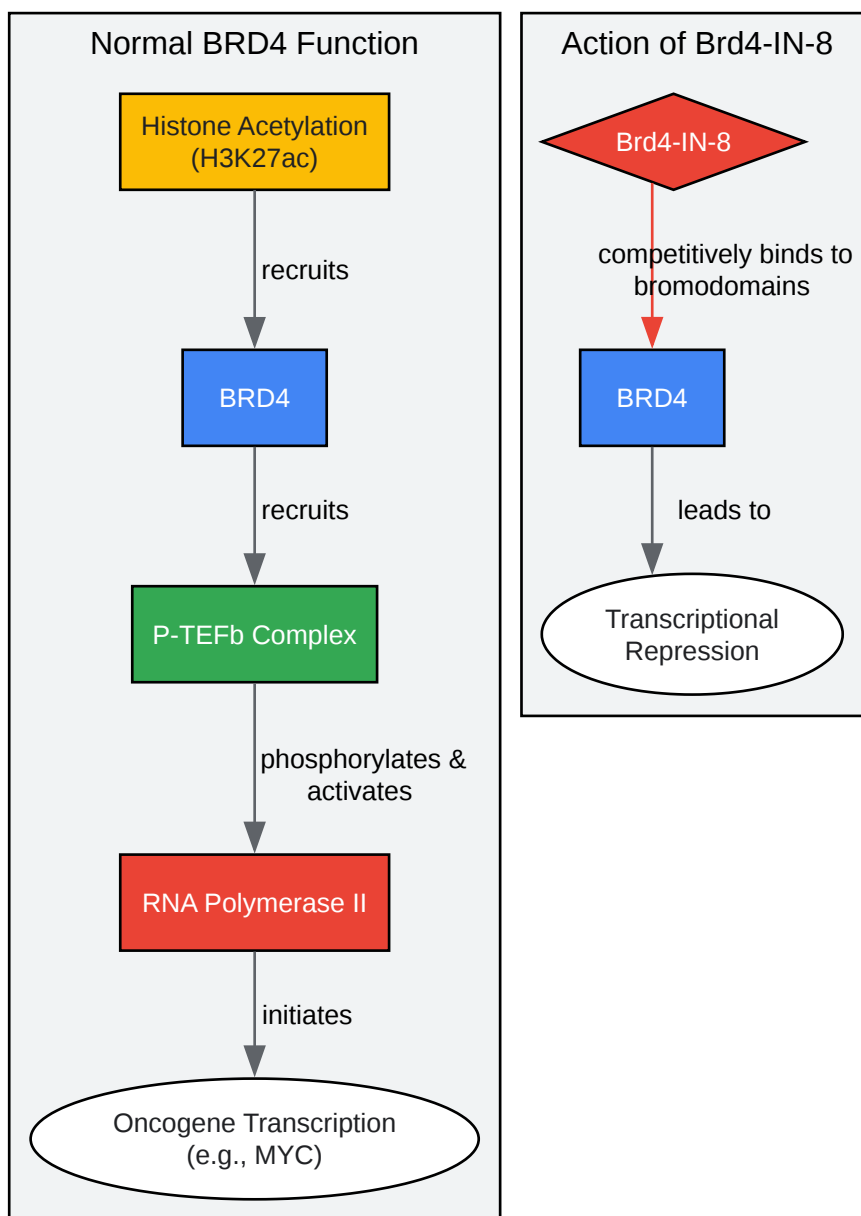 Normal BRD4 Function
Histone Acetylation
(H3K27ac)
recruits
BRD4
recruits
P-TEFb Complex
phosphorylates &
activates
RNA Polymerase II
initiates
Oncogene Transcription
(e.g., MYC)
Action of Brd4-IN-8
Brd4-IN-8
competitively binds to
bromodomains
BRD4
leads to
Transcriptional
Repression